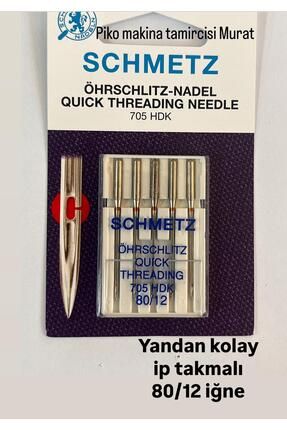 Piko makina tamircisi Murat
SCHMETZ
ÖHRSCHLITZ-NADEL
QUICK THREADING NEEDLE
705 HDK
SCHMETZ
ÖHRSCHLITZ
QUICK
THREADING
705 HDK
80/12
Yandan kolay
ip takmalı
80/12 iğne